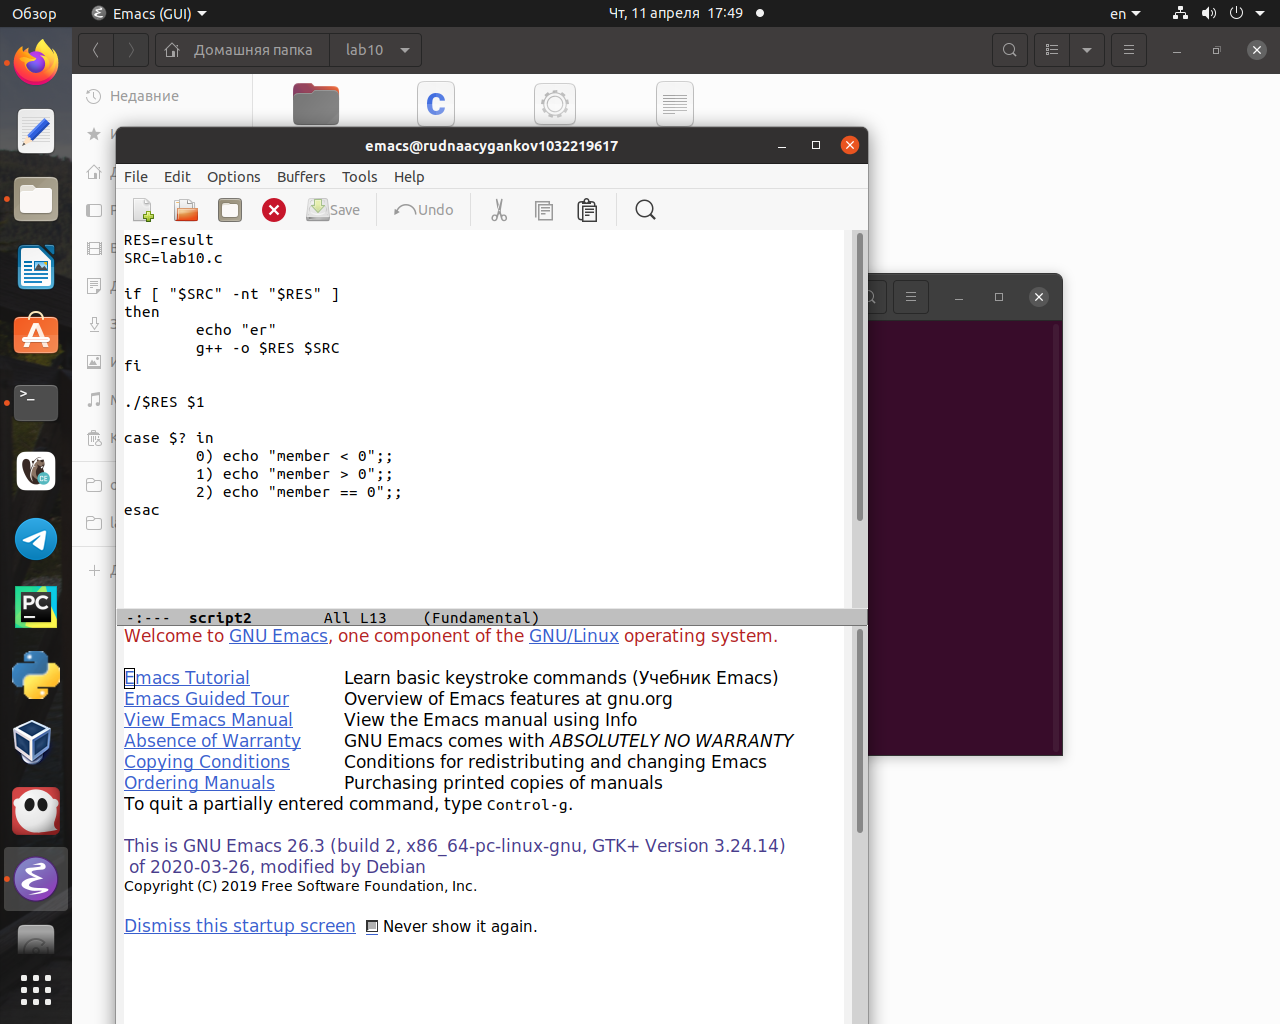 Обзор
Emacs (GUI)
Чт, 11 апреля 17:49
en
Домашняя папка
lab10
Недавние
emacs@rudnaacygankov1032219617
File Edit Options Buffers Tools Help
Save
Undo
RES=result
SRC=lab10.c
if [ "$SRC" -nt "$RES" ]
then
echo "er"
g++ -o $RES $SRC
fi
./$RES $1
case $? in
0) echo "member < 0";;
1) echo "member > 0";;
2) echo "member == 0";;
esac
-:--- script2 All L13 (Fundamental)
Welcome to GNU Emacs, one component of the GNU/Linux operating system.
Emacs Tutorial Learn basic keystroke commands (Учебник Emacs)
Emacs Guided Tour Overview of Emacs features at gnu.org
View Emacs Manual View the Emacs manual using Info
Absence of Warranty GNU Emacs comes with ABSOLUTELY NO WARRANTY
Copying Conditions Conditions for redistributing and changing Emacs
Ordering Manuals Purchasing printed copies of manuals
To quit a partially entered command, type Control-g.
This is GNU Emacs 26.3 (build 2, x86_64-pc-linux-gnu, GTK+ Version 3.24.14)
of 2020-03-26, modified by Debian
Copyright (C) 2019 Free Software Foundation, Inc.
Dismiss this startup screen Never show it again.